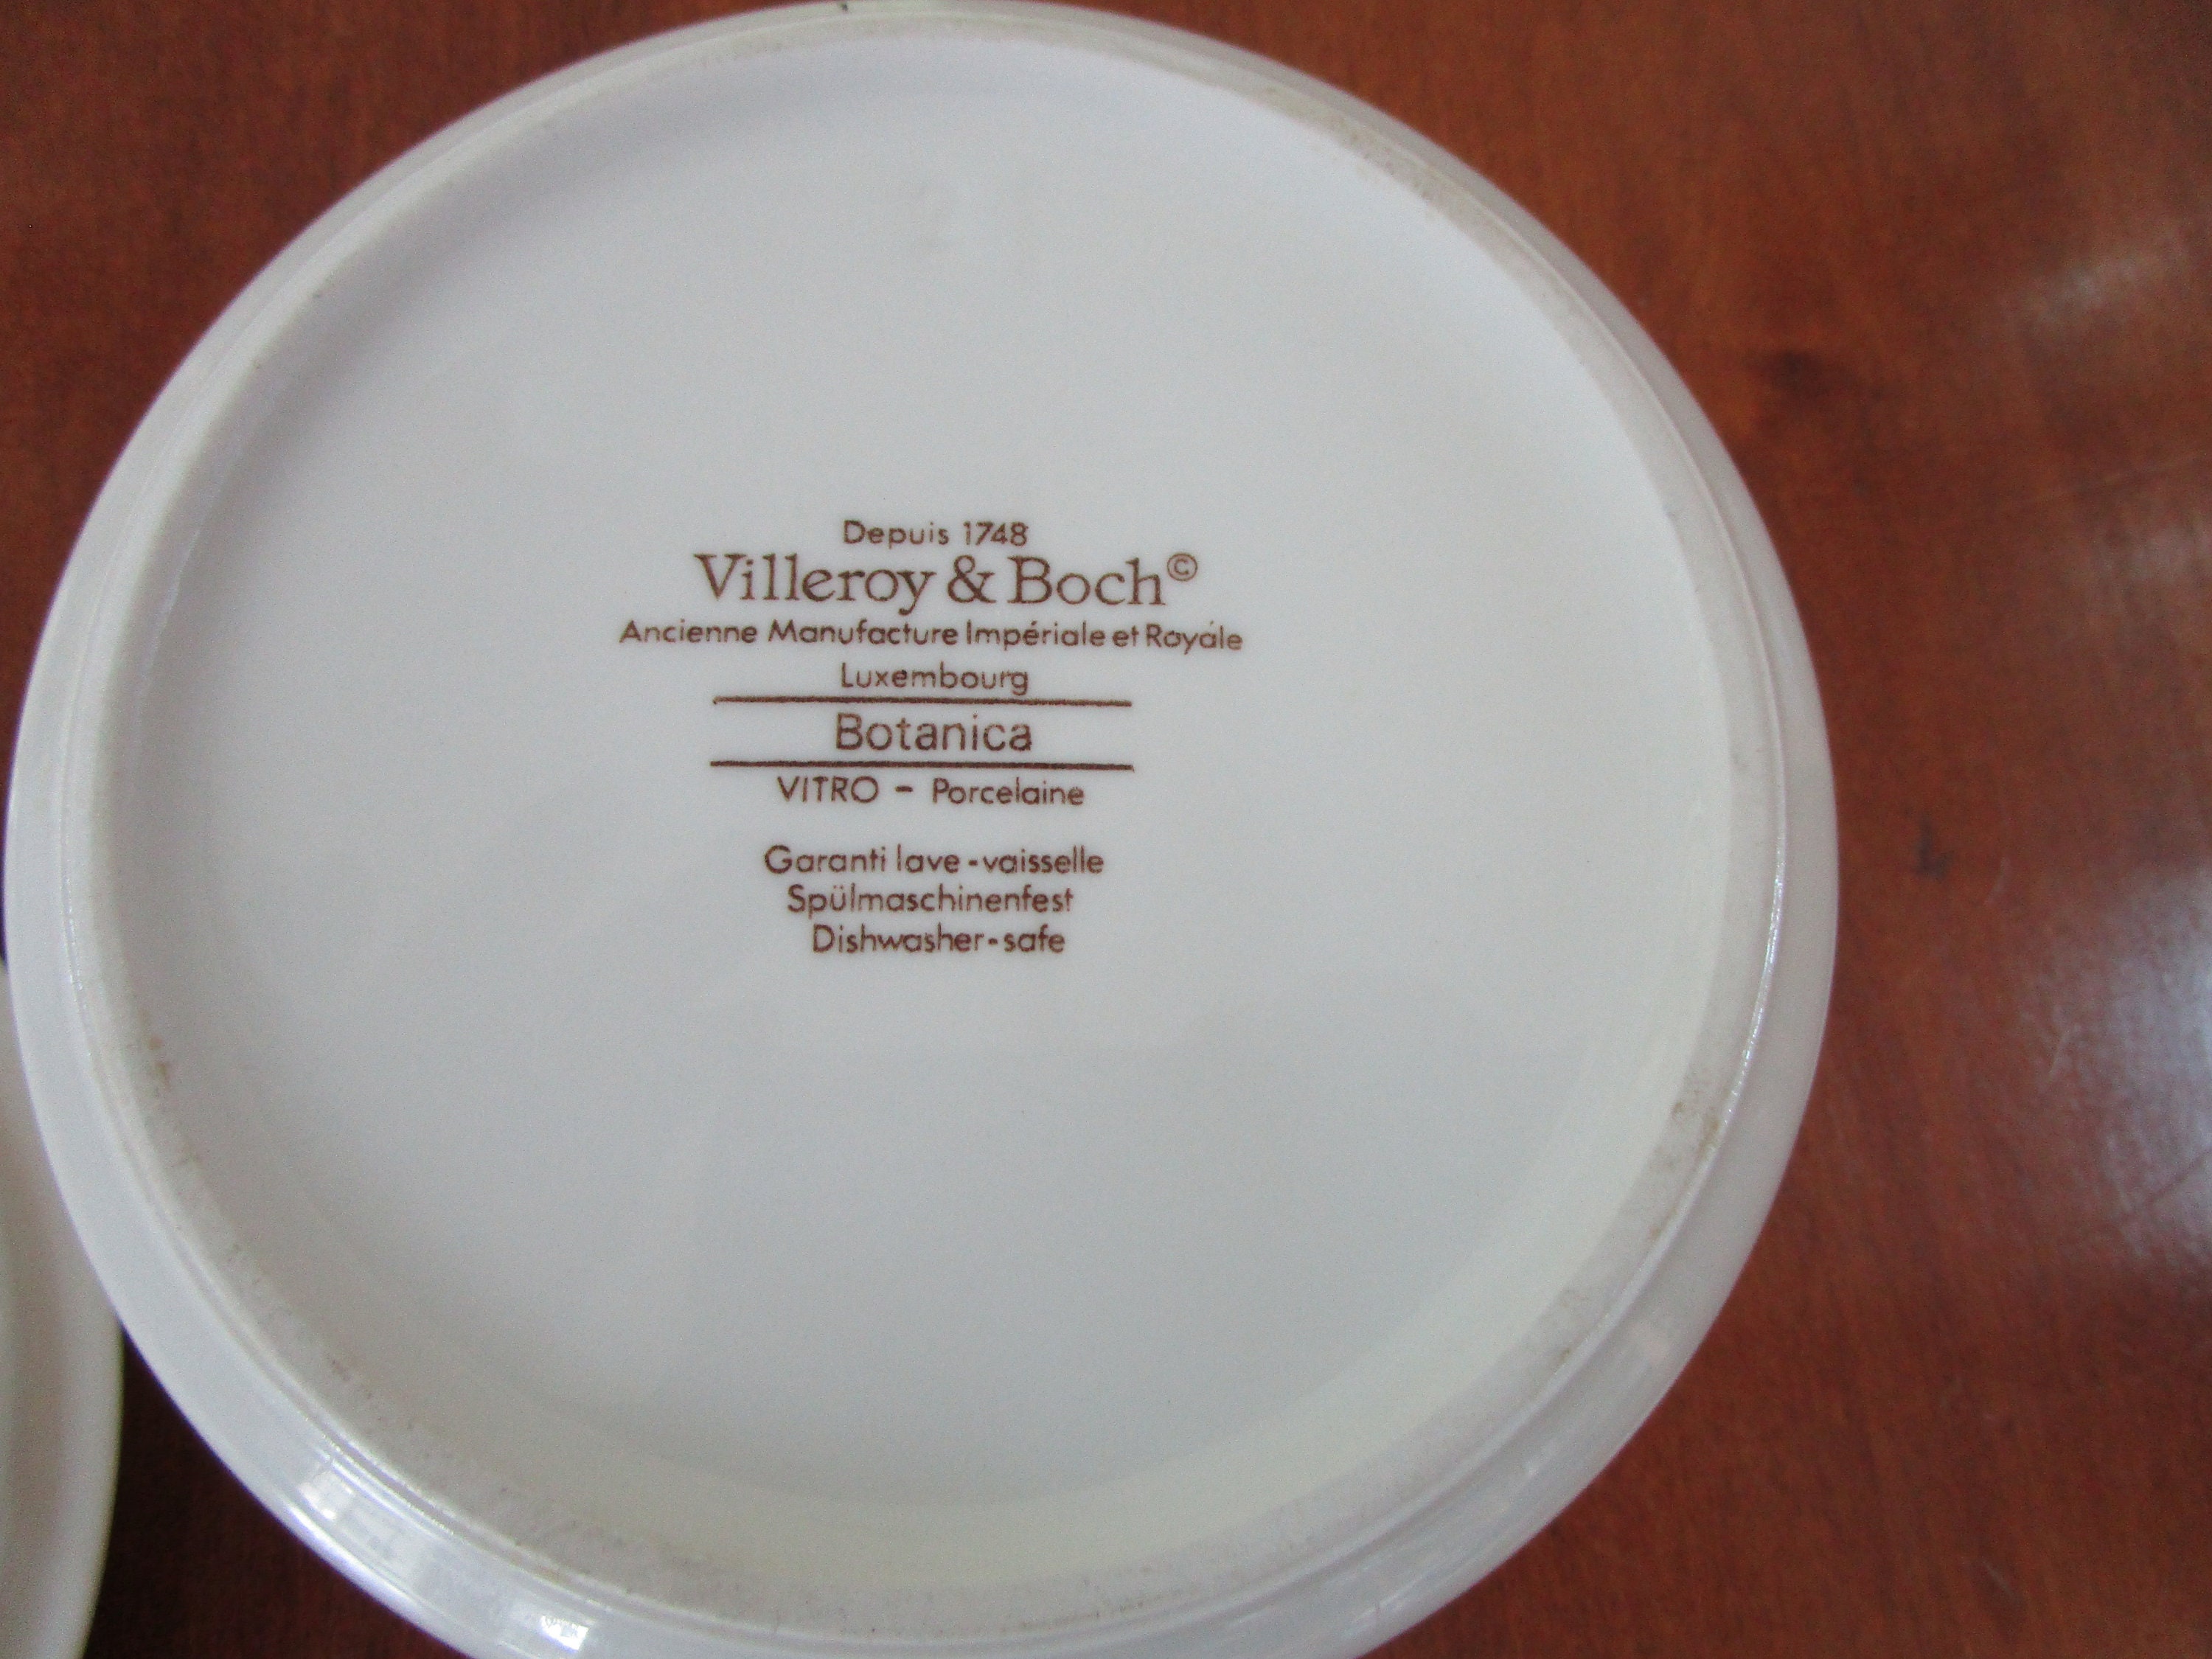 Depuis 1748
Villeroy & Boch©
Ancienne Manufacture Impériale et Royale
Luxembourg
Botanica
VITRO - Porcelaine
Garanti lave-vaisselle
Spülmaschinenfest
Dishwasher-safe